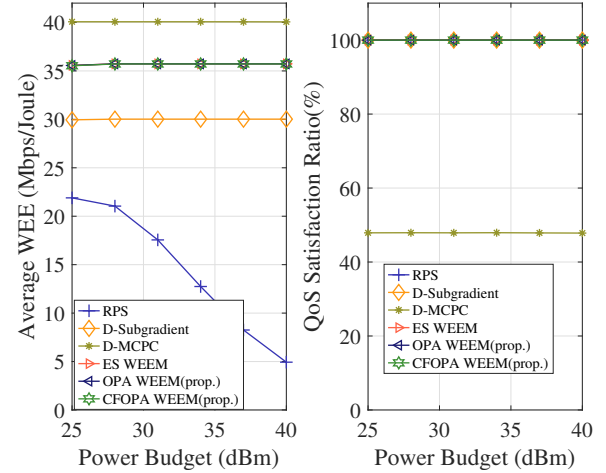 Average WEE (Mbps/Joule)
40
35
30
25
20
15
10
5
0
RPS
D-Subgradient
D-MCPC
ES WEEM
OPA WEEM(prop.)
CFOPA WEEM(prop.)
25 30 35 40
Power Budget (dBm)
QoS Satisfaction Ratio(%)
100
80
60
40
20
0
RPS
D-Subgradient
D-MCPC
ES WEEM
OPA WEEM(prop.)
CFOPA WEEM(prop.)
25 30 35 40
Power Budget (dBm)